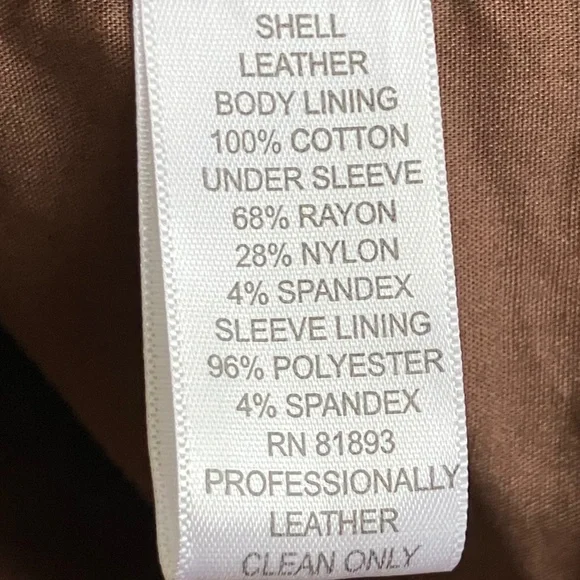 SHELL
LEATHER
BODY LINING
100% COTTON
UNDER SLEEVE
68% RAYON
28% NYLON
4% SPANDEX
SLEEVE LINING
96% POLYESTER
4% SPANDEX
RN 81893
PROFESSIONALLY
LEATHER
CLEAN ONLY